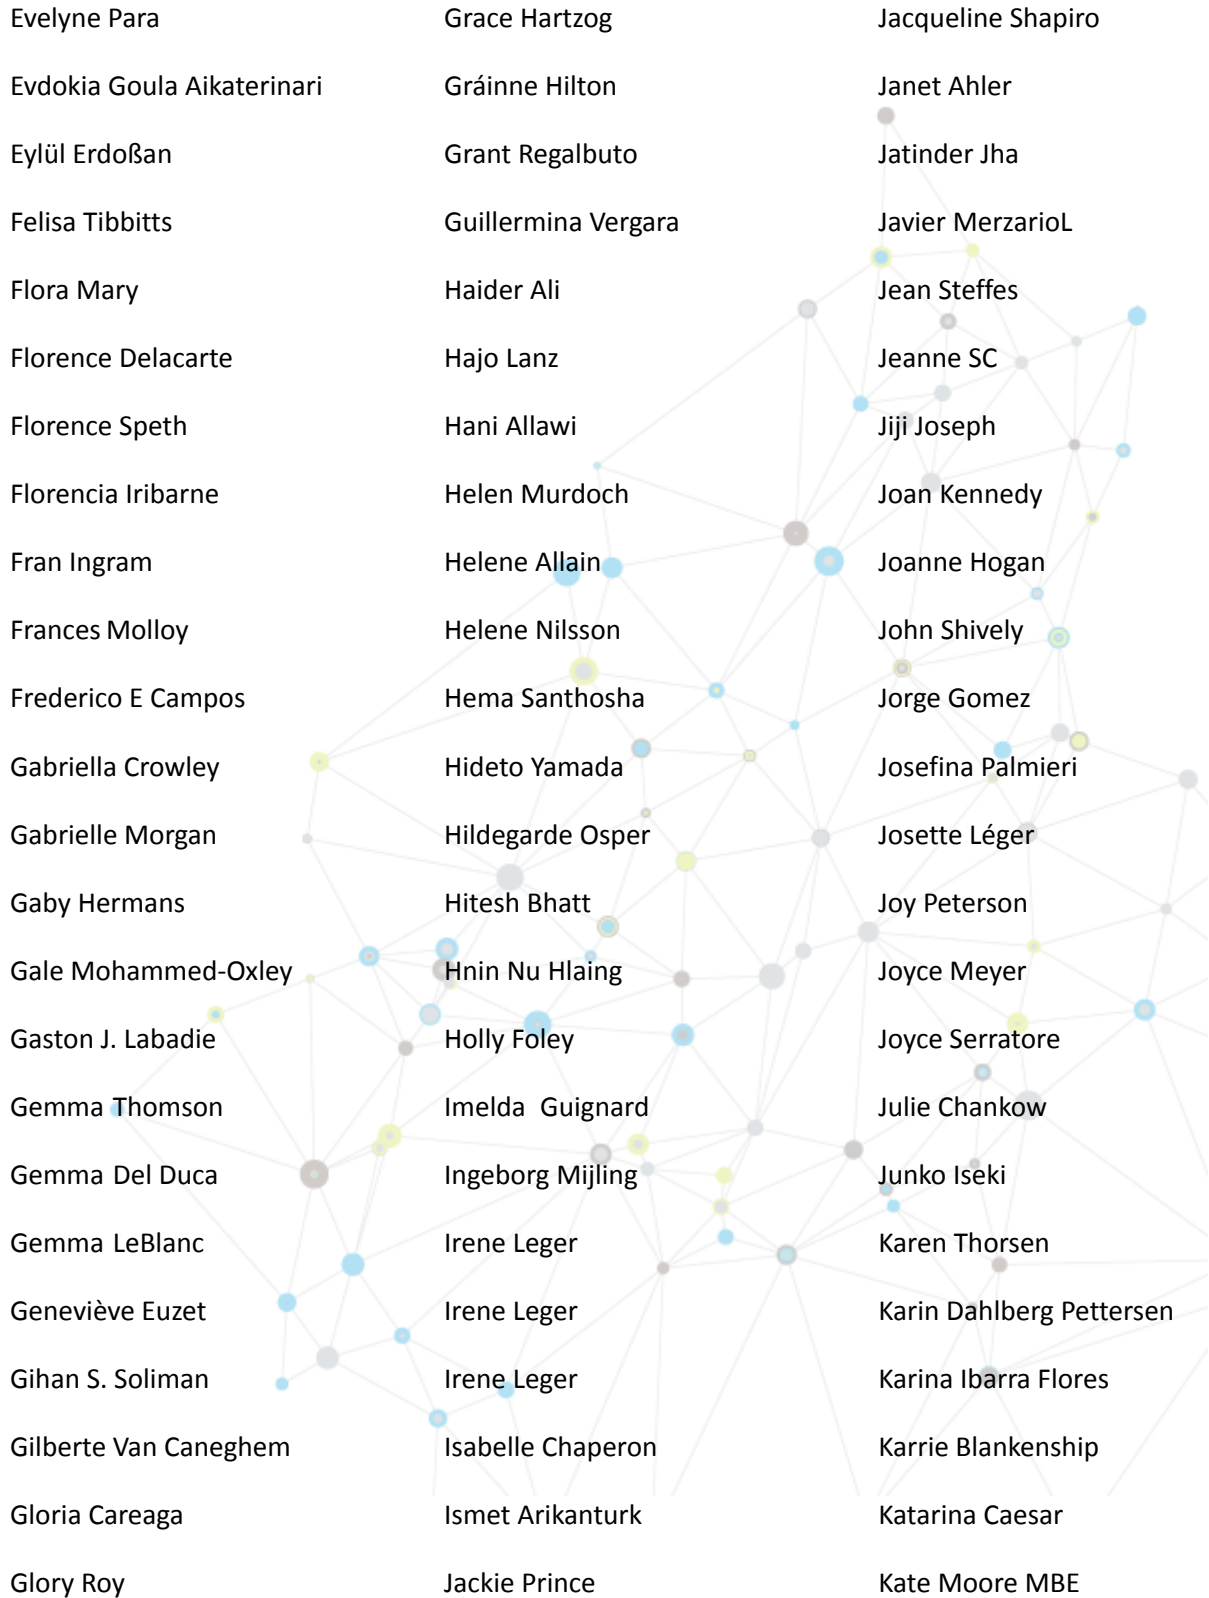 Evelyne Para
Evdokia Goula Aikaterinari
Eylül Erdoßan
Felisa Tibbitts
Flora Mary
Florence Delacarte
Florence Speth
Florencia Iribarne
Fran Ingram
Frances Molloy
Frederico E Campos
Gabriella Crowley
Gabrielle Morgan
Gaby Hermans
Gale Mohammed-Oxley
Gaston J. Labadie
Gemma Thomson
Gemma Del Duca
Gemma LeBlanc
Geneviève Euzet
Gihan S. Soliman
Gilberte Van Caneghem
Gloria Careaga
Glory Roy
Grace Hartzog
Gráinne Hilton
Grant Regalbuto
Guillermina Vergara
Haider Ali
Hajo Lanz
Hani Allawi
Helen Murdoch
Helene Allain
Helene Nilsson
Hema Santhosha
Hideto Yamada
Hildegarde Osper
Hitesh Bhatt
Hnin Nu Hlaing
Holly Foley
Imelda  Guignard
Ingeborg Mijling
Irene Leger
Irene Leger
Irene Leger
Isabelle Chaperon
Ismet Arikanturk
Jackie Prince
Jacqueline Shapiro
Janet Ahler
Jatinder Jha
Javier MerzarioL
Jean Steffes
Jeanne SC
Jiji Joseph
Joan Kennedy
Joanne Hogan
John Shively
Jorge Gomez
Josefina Palmieri
Josette Léger
Joy Peterson
Joyce Meyer
Joyce Serratore
Julie Chankow
Junko Iseki
Karen Thorsen
Karin Dahlberg Pettersen
Karina Ibarra Flores
Karrie Blankenship
Katarina Caesar
Kate Moore MBE